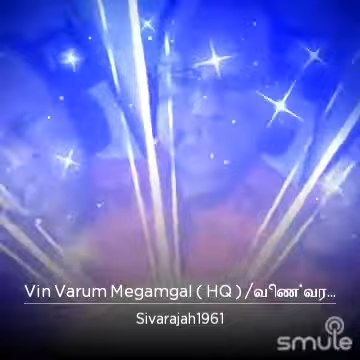 Vin Varum Megamgal ( HQ ) /விண் வர...
Sivarajah1961
smule